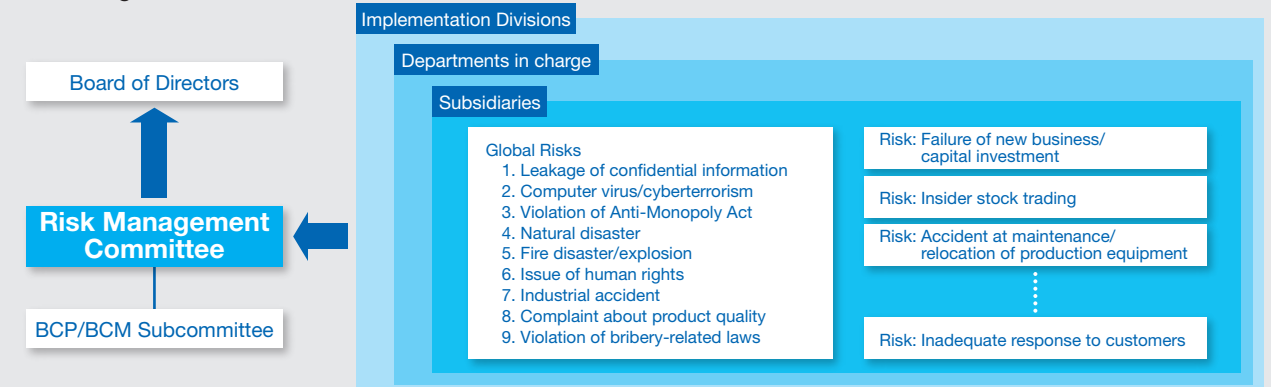 Implementation Divisions
Departments in charge
Subsidiaries
Board of Directors
Risk Management
Committee
BCP/BCM Subcommittee
Global Risks
1. Leakage of confidential information
2. Computer virus/cyberterrorism
3. Violation of Anti-Monopoly Act
4. Natural disaster
5. Fire disaster/explosion
6. Issue of human rights
7. Industrial accident
8. Complaint about product quality
9. Violation of bribery-related laws
Risk: Failure of new business/
capital investment
Risk: Insider stock trading
Risk: Accident at maintenance/
relocation of production equipment
Risk: Inadequate response to customers